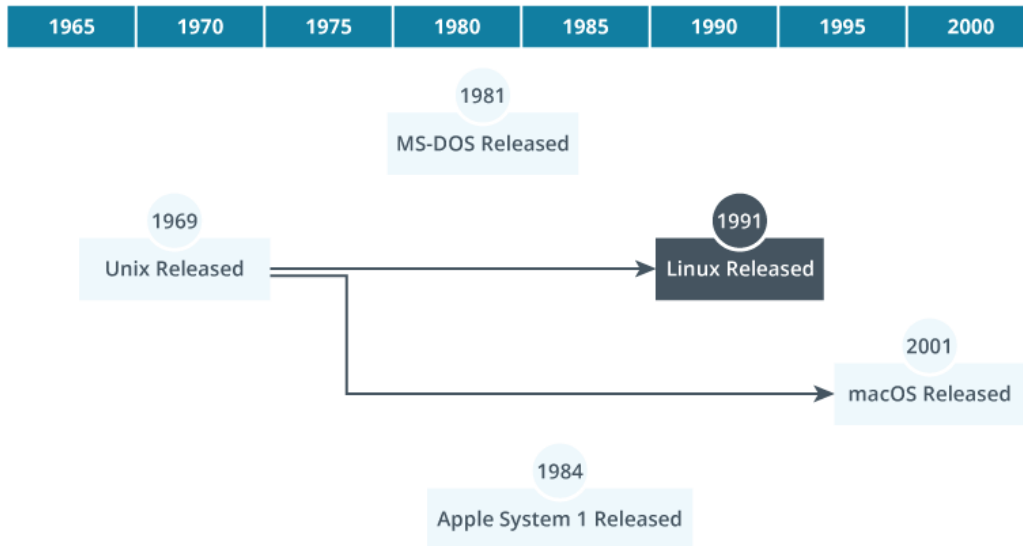 1965 1970 1975 1980 1985 1990 1995 2000
1981
MS-DOS Released
1969
Unix Released
1991
Linux Released
2001
macOS Released
1984
Apple System 1 Released